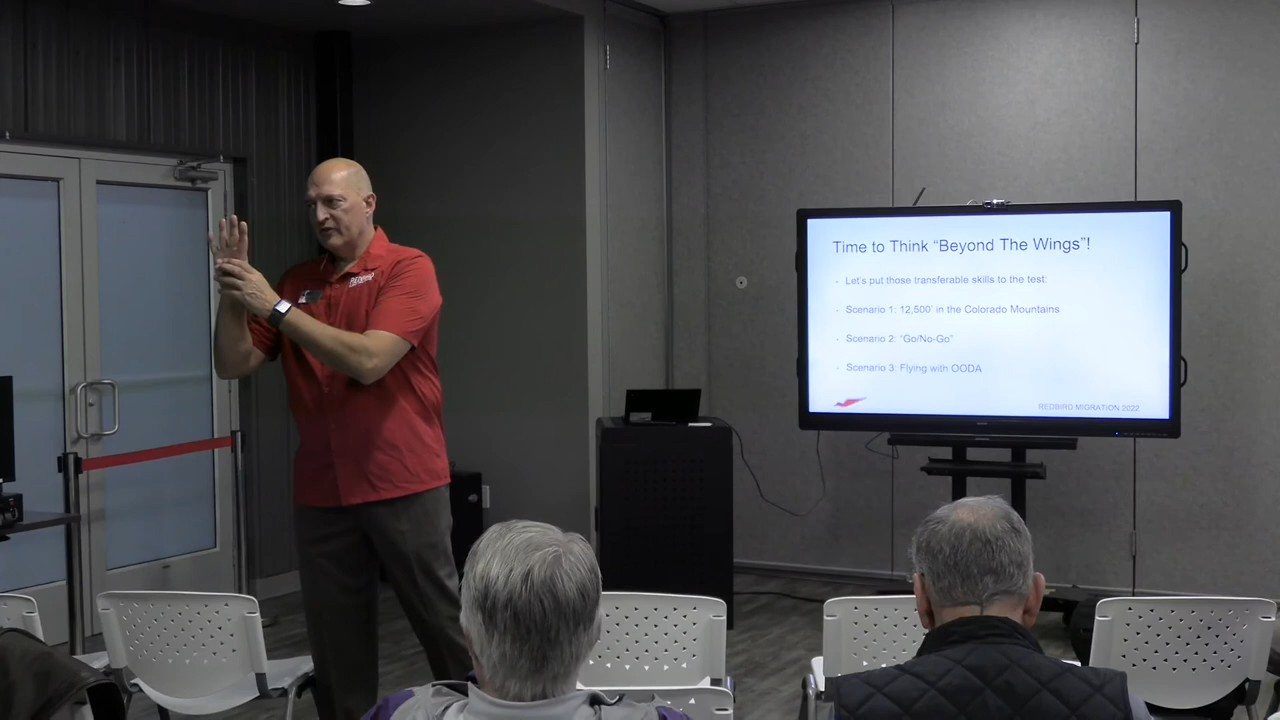 REDBIRD
Time to Think “Beyond The Wings”!
· Let's put those transferable skills to the test:
· Scenario 1: 12,500' in the Colorado Mountains
· Scenario 2: “Go/No-Go”
· Scenario 3: Flying with OODA
REDBIRD MIGRATION 2022